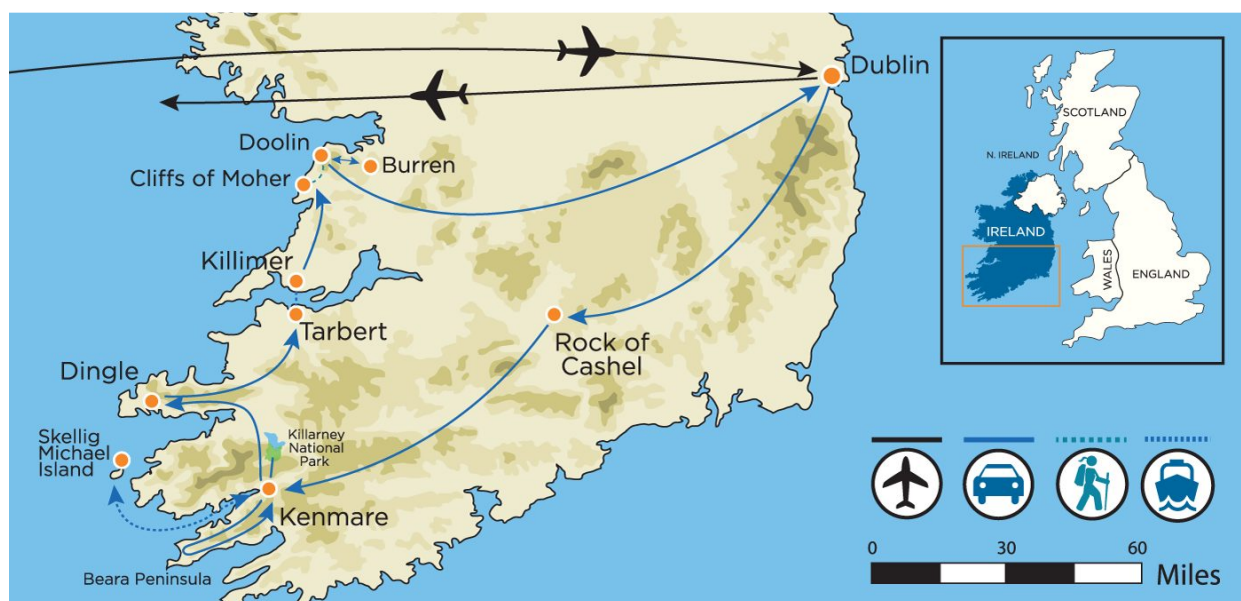 Dublin
Doolin
Burren
Cliffs of Moher
Killimer
Tarbert
Rock of
Cashel
Dingle
Skellig
Michael
Island
Killarney
National
Park
Kenmare
Beara Peninsula
SCOTLAND
N. IRELAND
IRELAND
WALES
ENGLAND
0 30 60
Miles